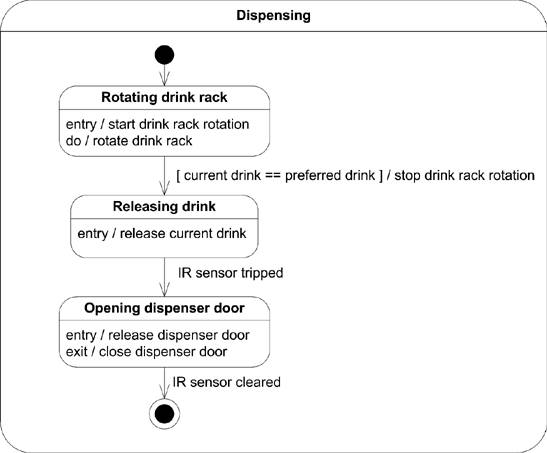 Dispensing
Rotating drink rack
entry / start drink rack rotation
do / rotate drink rack
[ current drink == preferred drink ] / stop drink rack rotation
Releasing drink
entry / release current drink
IR sensor tripped
Opening dispenser door
entry / release dispenser door
exit / close dispenser door
IR sensor cleared